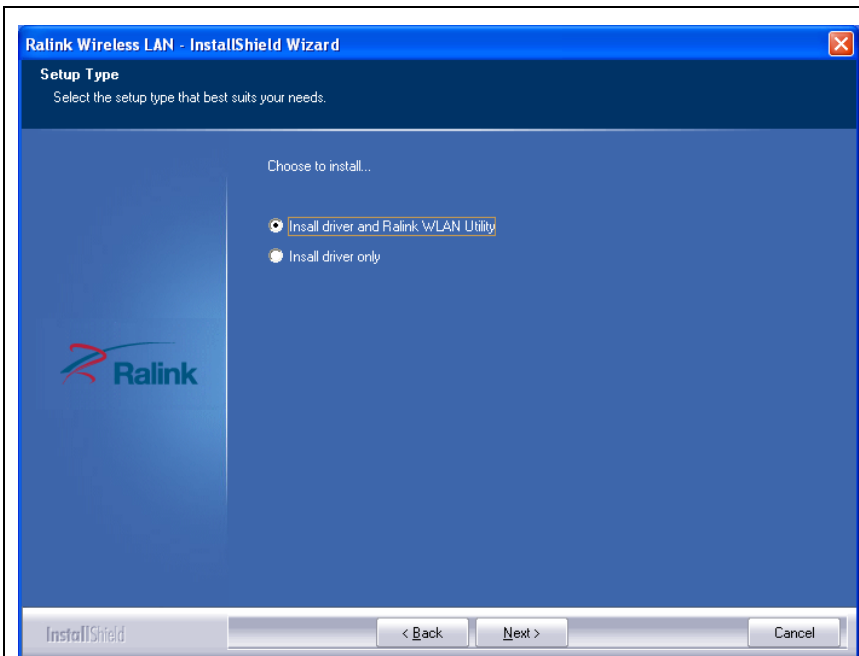 Ralink Wireless LAN - InstallShield Wizard
Setup Type
Select the setup type that best suits your needs.
Choose to install...
Insall driver and Ralink WLAN Utility
Insall driver only
Ralink
InstallShield
< Back
Next >
Cancel